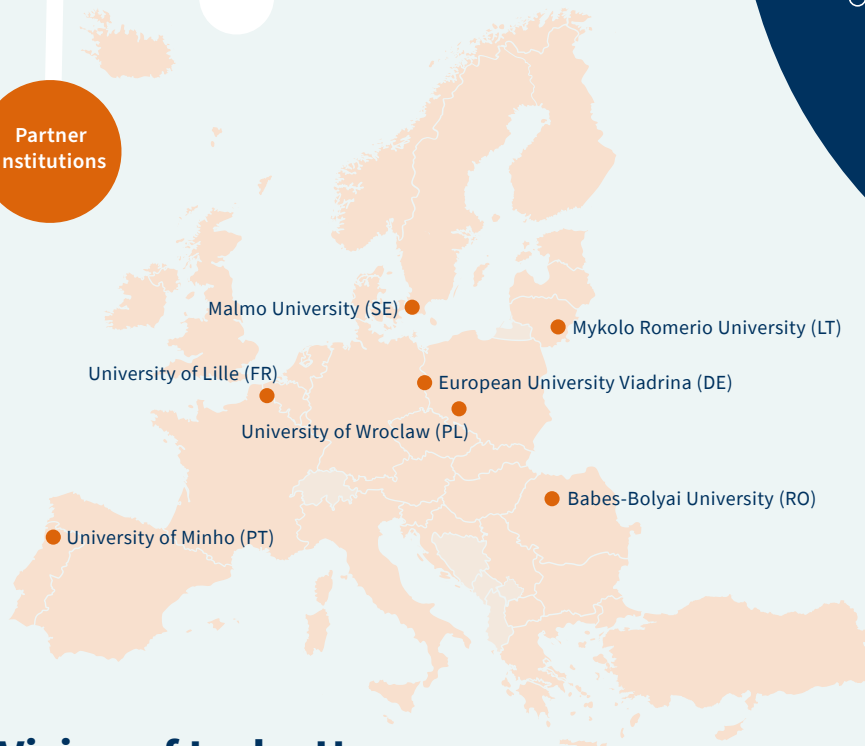 Partner
nstitutions
Malmo University (SE)
Mykolo Romerio University (LT)
University of Lille (FR)
European University Viadrina (DE)
University of Wroclaw (PL)
Babes-Bolyai University (RO)
University of Minho (PT)